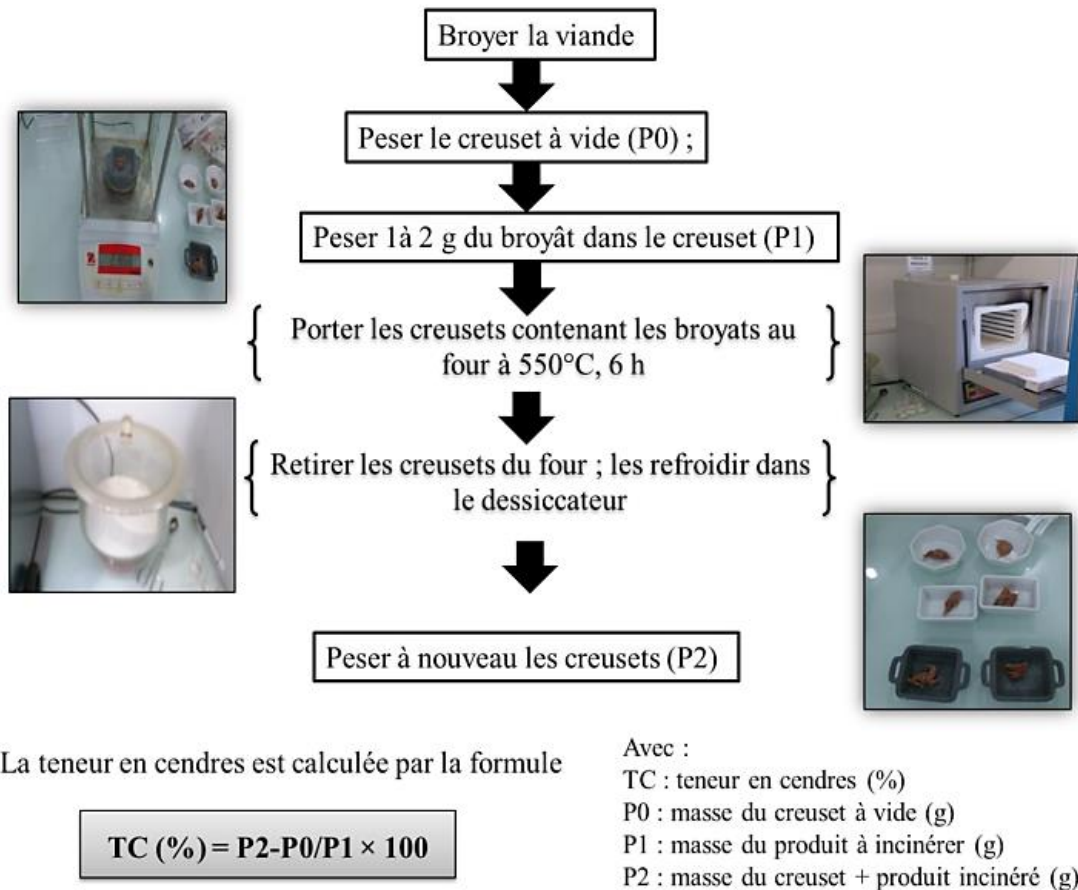 Broyer la viande
Peser le creuset à vide (P0) ;
Peser 1à 2 g du broyât dans le creuset (P1)
Porter les creusets contenant les broyats au
four à 550°C, 6 h
Retirer les creusets du four ; les refroidir dans
le dessiccateur
Peser à nouveau les creusets (P2)
La teneur en cendres est calculée par la formule
TC (%) = P2-P0/P1 × 100
Avec :
TC : teneur en cendres (%)
P0 : masse du creuset à vide (g)
P1 : masse du produit à incinérer (g)
P2 : masse du creuset + produit incinéré (g)